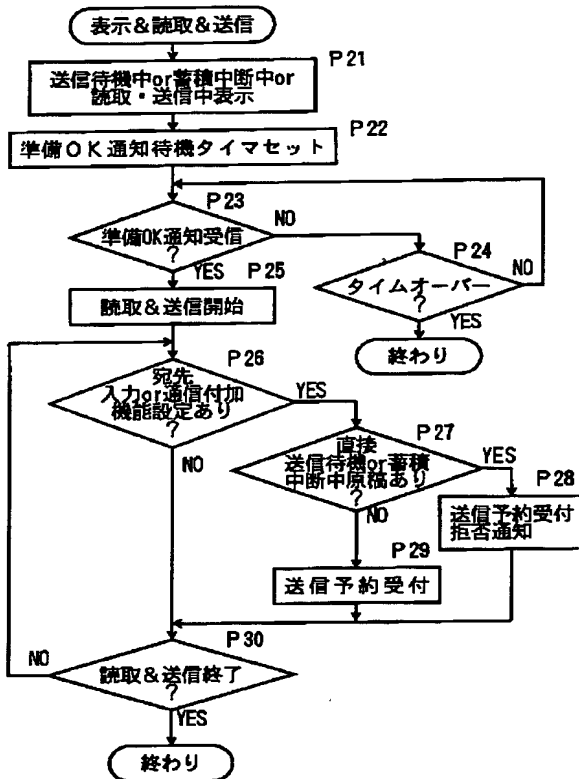 表示&読取&送信
P21
送信待機中or蓄積中断中or
読取・送信中表示
P22
準備OK通知待機タイマセット
P23
準備OK通知受信
?
NO
YES
P24
タイムオーバー
?
NO
YES
終わり
P25
読取&送信開始
P26
宛先
入力or通信付加
機能設定あり
?
YES
NO
P27
直接
送信待機or蓄積
中断中原稿あり
?
YES
NO
P28
送信予約受付
拒否通知
P29
送信予約受付
P30
読取&送信終了
?
NO
YES
終わり